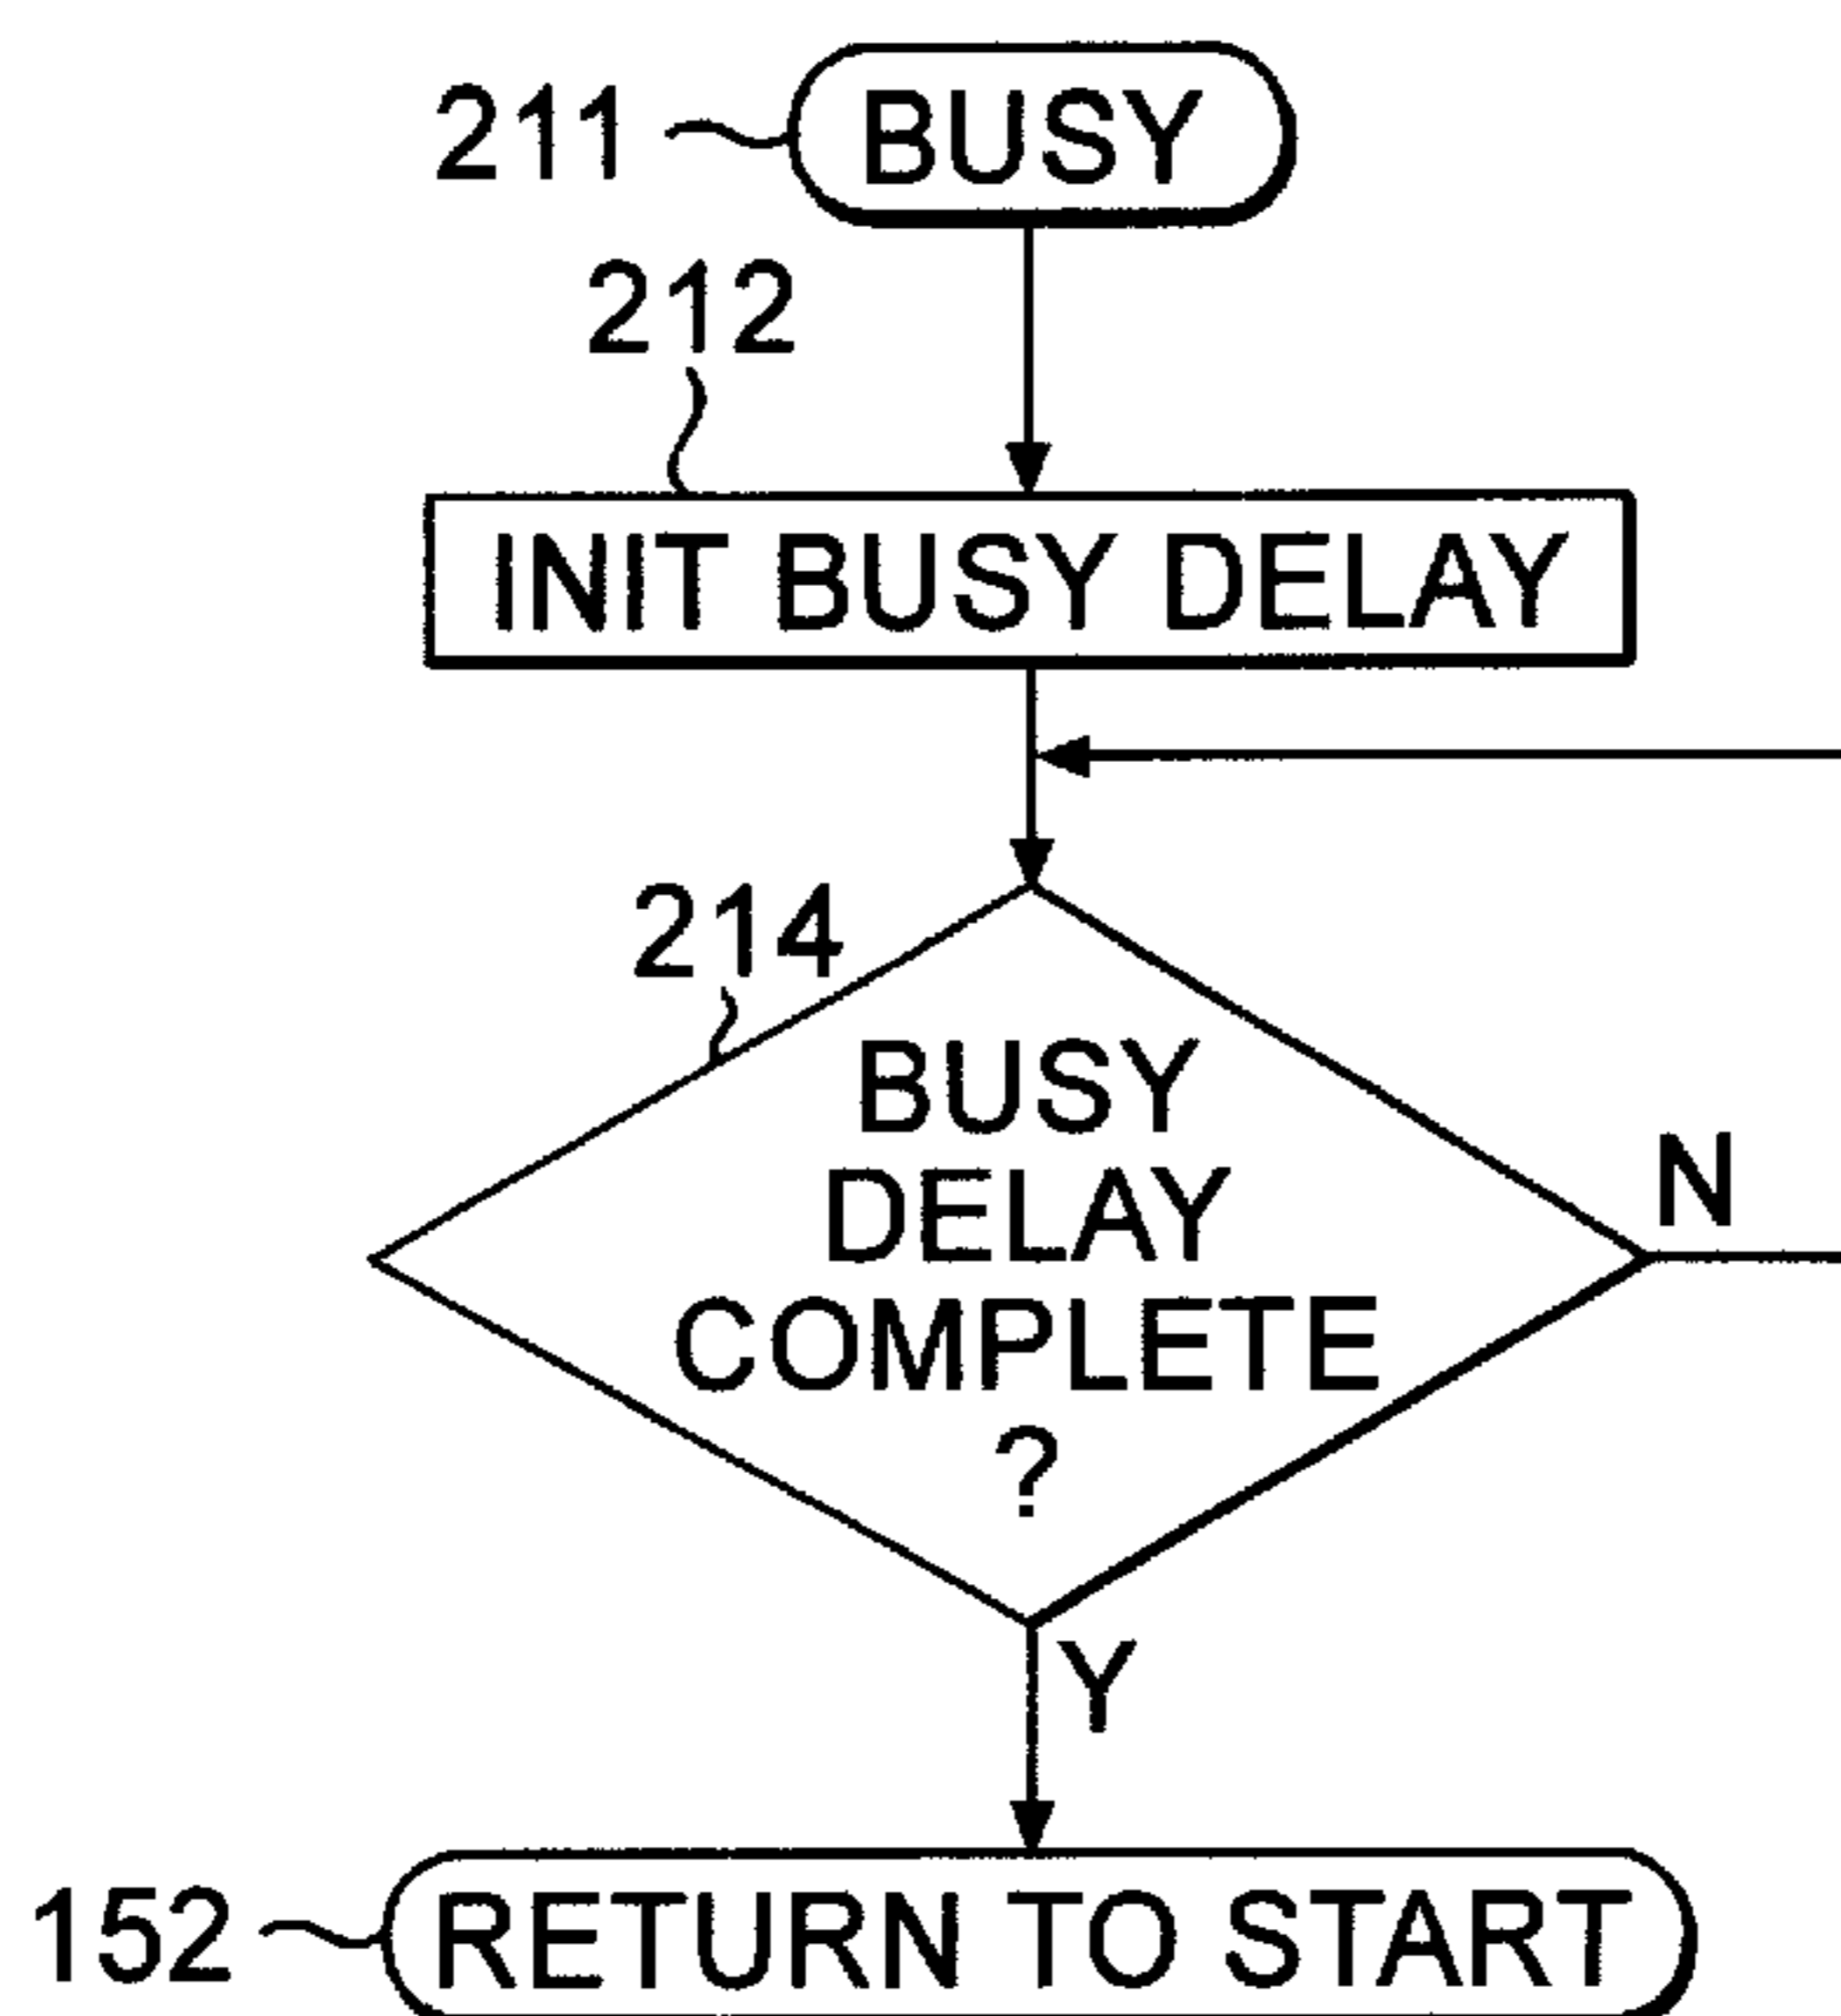 211 BUSY
212
INIT BUSY DELAY
214
BUSY
DELAY
COMPLETE
?
N
Y
152 RETURN TO START